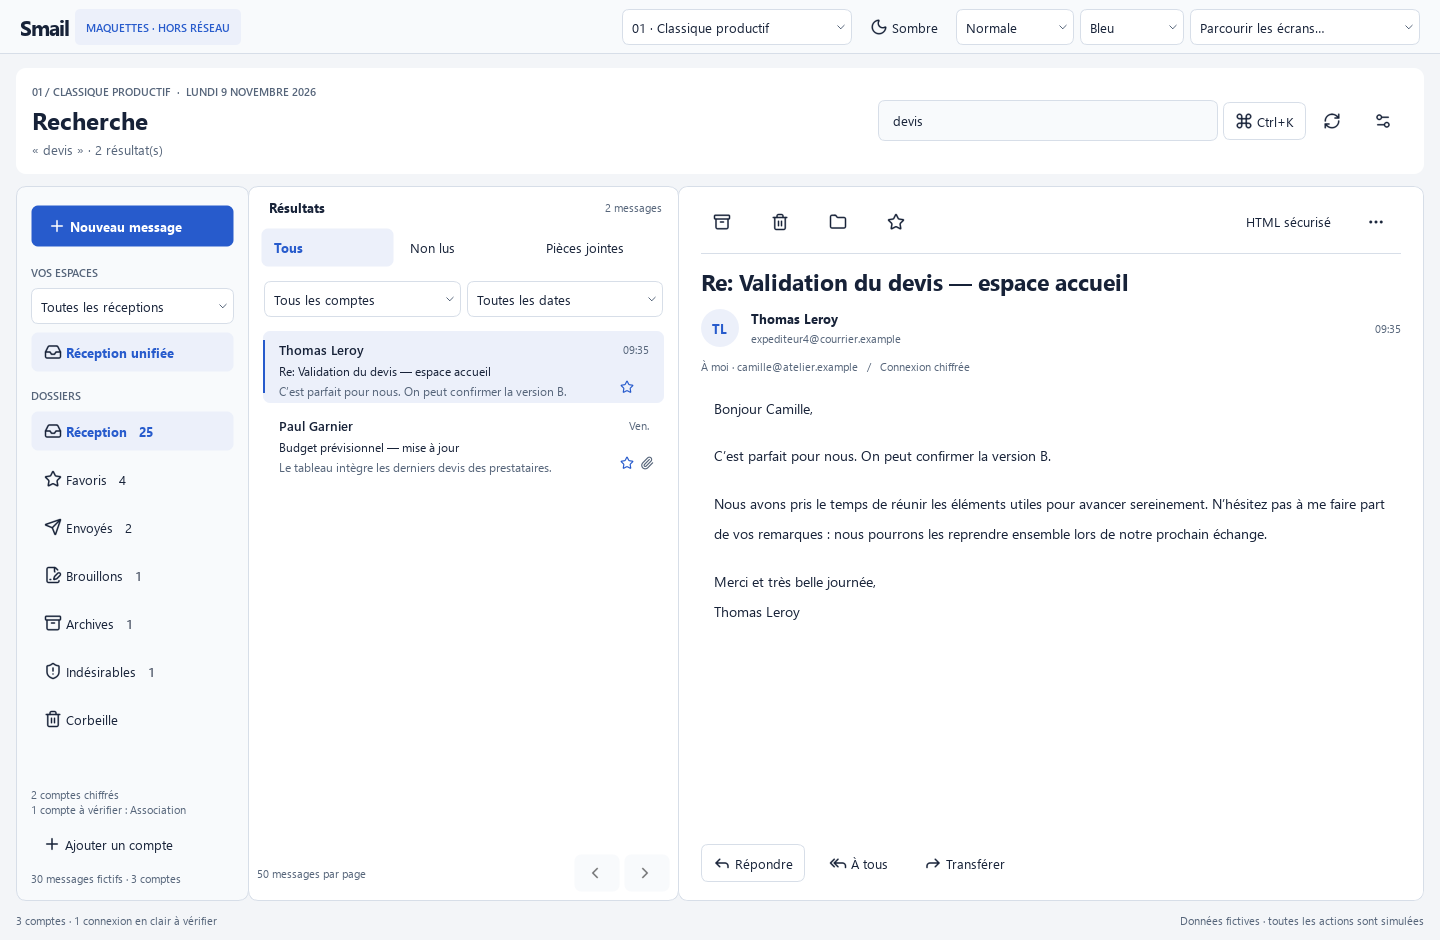 Smail
MAQUETTES · HORS RÉSEAU
01 · Classique productif
Sombre
Normale
Bleu
Parcourir les écrans…
01 / CLASSIQUE PRODUCTIF · LUNDI 9 NOVEMBRE 2026
Recherche
« devis » · 2 résultat(s)
devis
Ctrl+K
Nouveau message
VOS ESPACES
Toutes les réceptions
Réception unifiée
DOSSIERS
Réception 25
Favoris 4
Envoyés 2
Brouillons 1
Archives 1
Indésirables 1
Corbeille
2 comptes chiffrés
1 compte à vérifier : Association
Ajouter un compte
30 messages fictifs · 3 comptes
Résultats
2 messages
Tous
Non lus
Pièces jointes
Tous les comptes
Toutes les dates
Thomas Leroy
09:35
Re: Validation du devis — espace accueil
C’est parfait pour nous. On peut confirmer la version B.
Paul Garnier
Ven.
Budget prévisionnel — mise à jour
Le tableau intègre les derniers devis des prestataires.
50 messages par page
HTML sécurisé
Re: Validation du devis — espace accueil
TL
Thomas Leroy
expediteur4@courrier.example
09:35
À moi · camille@atelier.example / Connexion chiffrée
Bonjour Camille,
C’est parfait pour nous. On peut confirmer la version B.
Nous avons pris le temps de réunir les éléments utiles pour avancer sereinement. N’hésitez pas à me faire part
de vos remarques : nous pourrons les reprendre ensemble lors de notre prochain échange.
Merci et très belle journée,
Thomas Leroy
Répondre
À tous
Transférer
3 comptes · 1 connexion en clair à vérifier
Données fictives · toutes les actions sont simulées